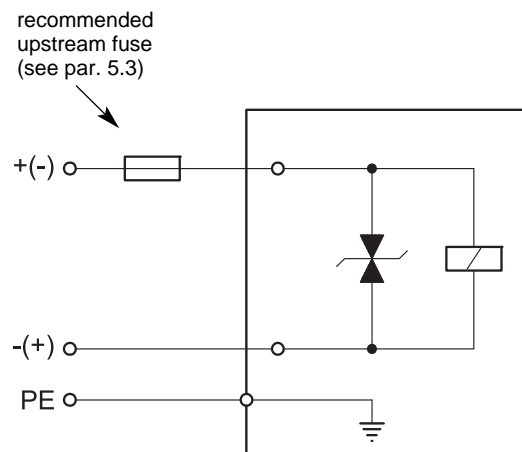 recommended
upstream fuse
(see par. 5.3)
+(-)
-(+)
PE